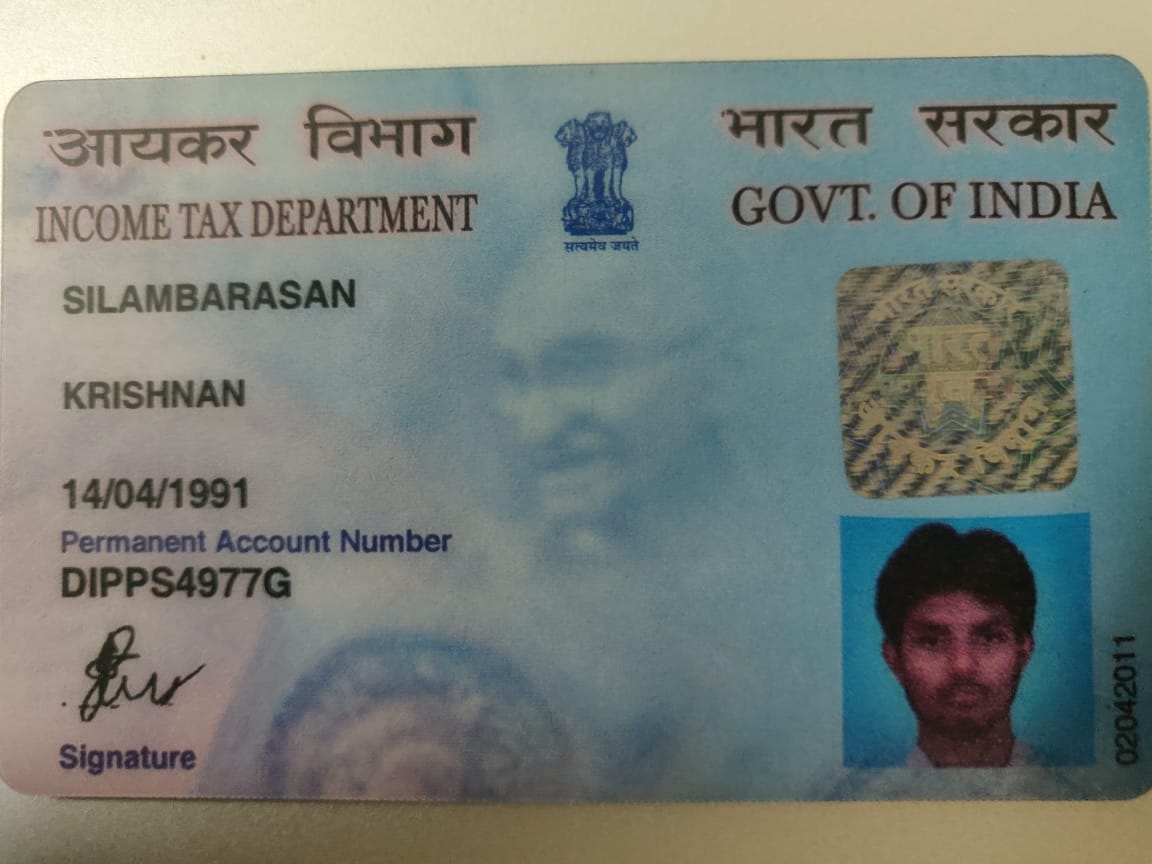 आयकर विभाग
भारत सरकार
INCOME TAX DEPARTMENT
GOVT. OF INDIA
सत्यमेव जयते
SILAMBARASAN
KRISHNAN
14/04/1991
Permanent Account Number
DIPPS4977G
Signature
02042011